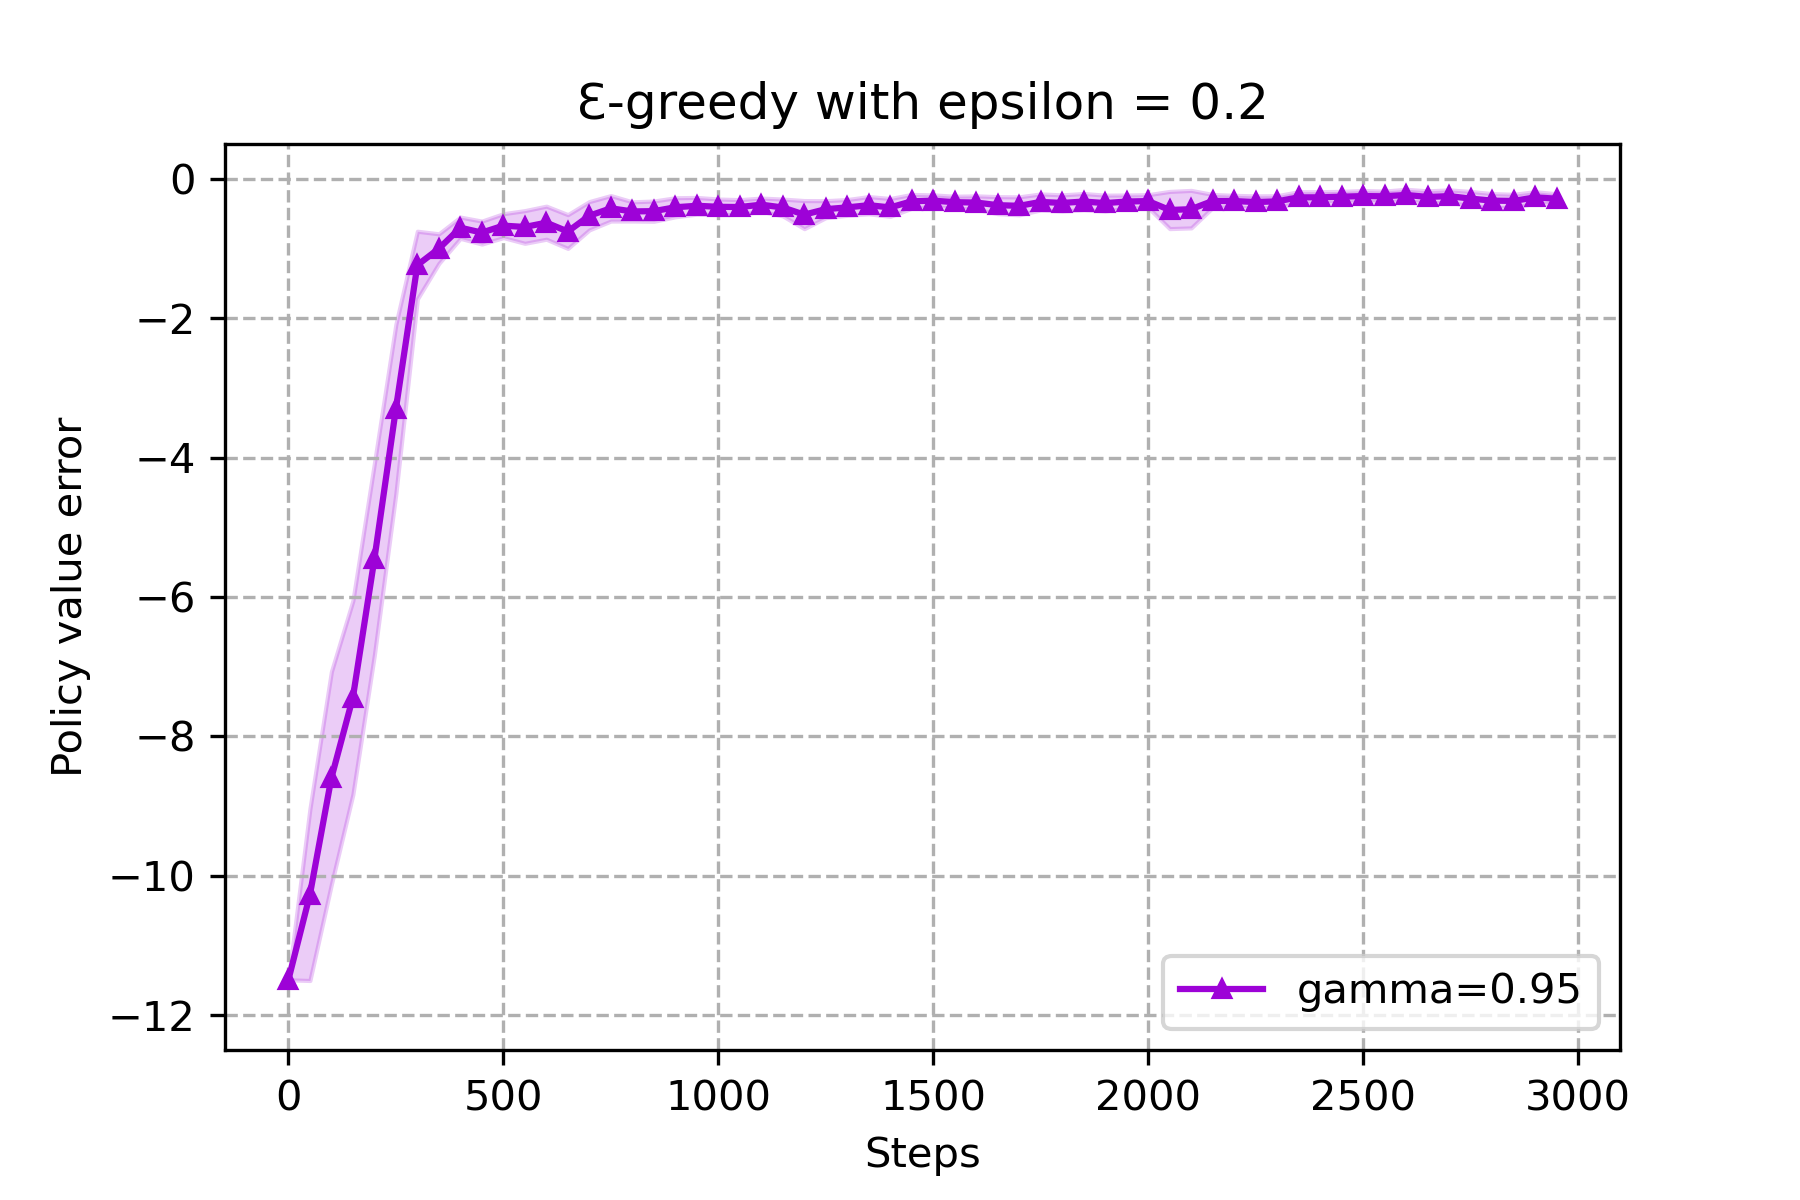 Ɛ-greedy with epsilon = 0.2
Policy value error
0
−2
−4
−6
−8
−10
−12
gamma=0.95
0 500 1000 1500 2000 2500 3000
Steps